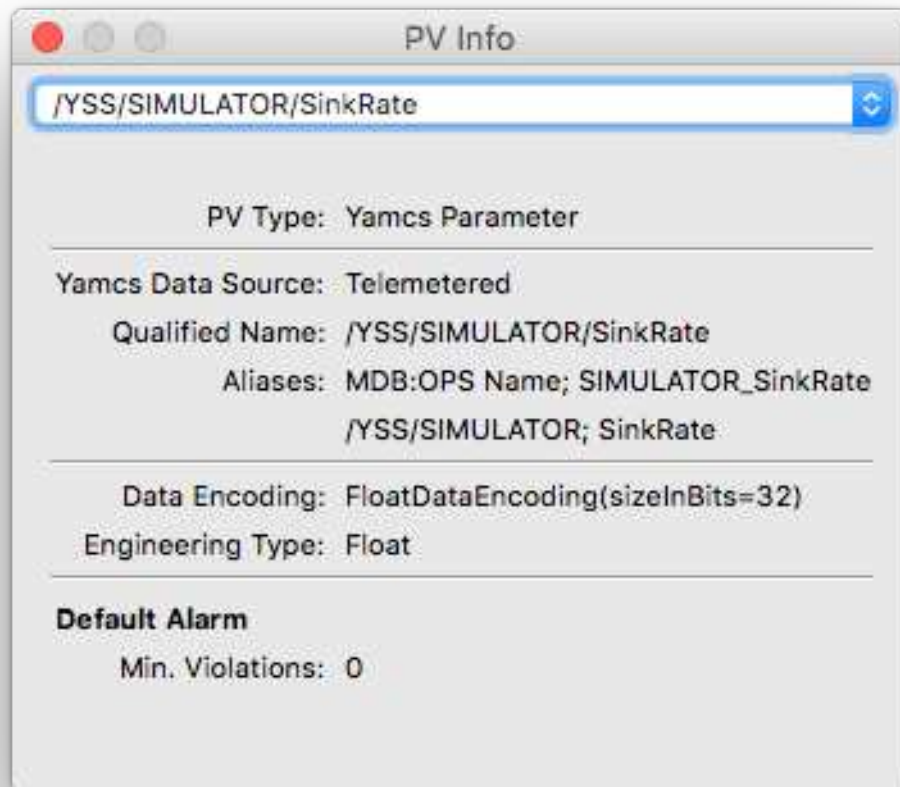 PV Info
/YSS/SIMULATOR/SinkRate
PV Type: Yamcs Parameter
Yamcs Data Source: Telemetered
Qualified Name: /YSS/SIMULATOR/SinkRate
Aliases: MDB:OPS Name; SIMULATOR_SinkRate
/YSS/SIMULATOR; SinkRate
Data Encoding: FloatDataEncoding(sizeInBits=32)
Engineering Type: Float
Default Alarm
Min. Violations: 0